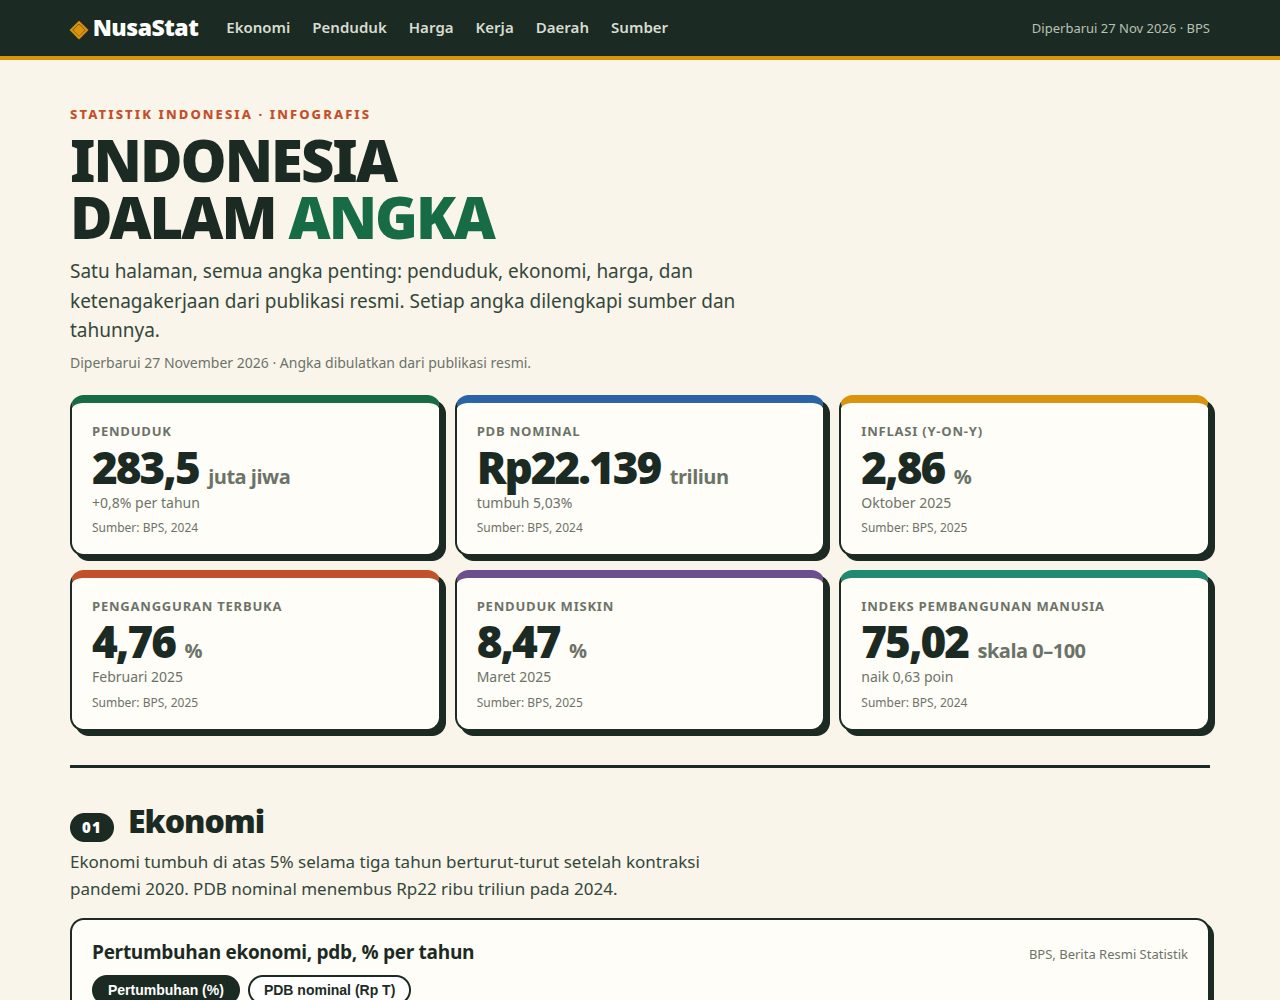 ◈ NusaStat Ekonomi Penduduk Harga Kerja Daerah Sumber Diperbarui 27 Nov 2026 · BPS
STATISTIK INDONESIA · INFOGRAFIS
INDONESIA
DALAM ANGKA
Satu halaman, semua angka penting: penduduk, ekonomi, harga, dan
ketenagakerjaan dari publikasi resmi. Setiap angka dilengkapi sumber dan
tahunnya.
Diperbarui 27 November 2026 · Angka dibulatkan dari publikasi resmi.
PENDUDUK
283,5 juta jiwa
+0,8% per tahun
Sumber: BPS, 2024
PDB NOMINAL
Rp22.139 triliun
tumbuh 5,03%
Sumber: BPS, 2024
INFLASI (Y-ON-Y)
2,86 %
Oktober 2025
Sumber: BPS, 2025
PENGANGGURAN TERBUKA
4,76 %
Februari 2025
Sumber: BPS, 2025
PENDUDUK MISKIN
8,47 %
Maret 2025
Sumber: BPS, 2025
INDEKS PEMBANGUNAN MANUSIA
75,02 skala 0–100
naik 0,63 poin
Sumber: BPS, 2024
01 Ekonomi
Ekonomi tumbuh di atas 5% selama tiga tahun berturut-turut setelah kontraksi
pandemi 2020. PDB nominal menembus Rp22 ribu triliun pada 2024.
Pertumbuhan ekonomi, pdb, % per tahun BPS, Berita Resmi Statistik
Pertumbuhan (%) PDB nominal (Rp T)